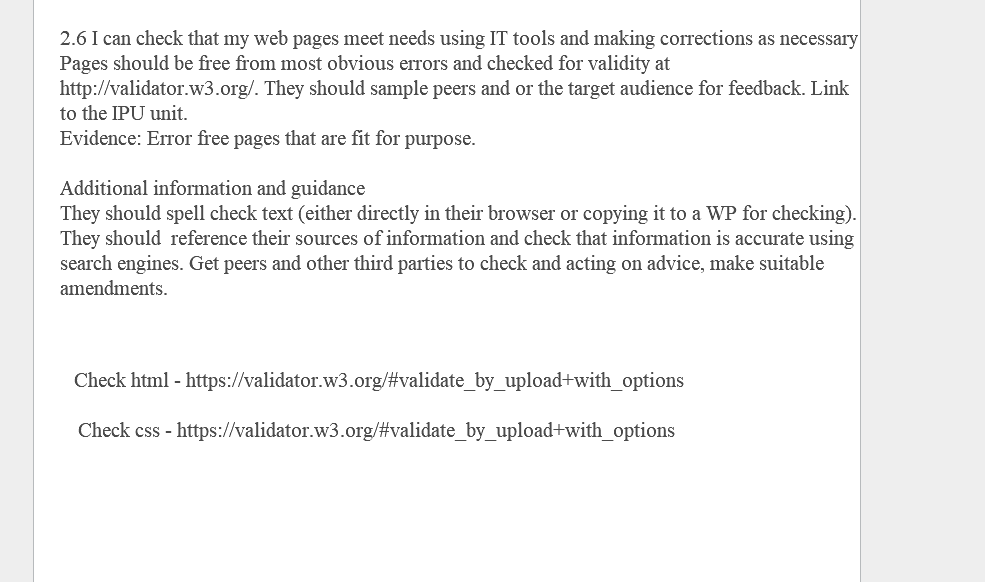 2.6 I can check that my web pages meet needs using IT tools and making corrections as necessary
Pages should be free from most obvious errors and checked for validity at
http://validator.w3.org/. They should sample peers and or the target audience for feedback. Link
to the IPU unit.
Evidence: Error free pages that are fit for purpose.
Additional information and guidance
They should spell check text (either directly in their browser or copying it to a WP for checking).
They should  reference their sources of information and check that information is accurate using
search engines. Get peers and other third parties to check and acting on advice, make suitable
amendments.
Check html - https://validator.w3.org/#validate_by_upload+with_options
Check css - https://validator.w3.org/#validate_by_upload+with_options